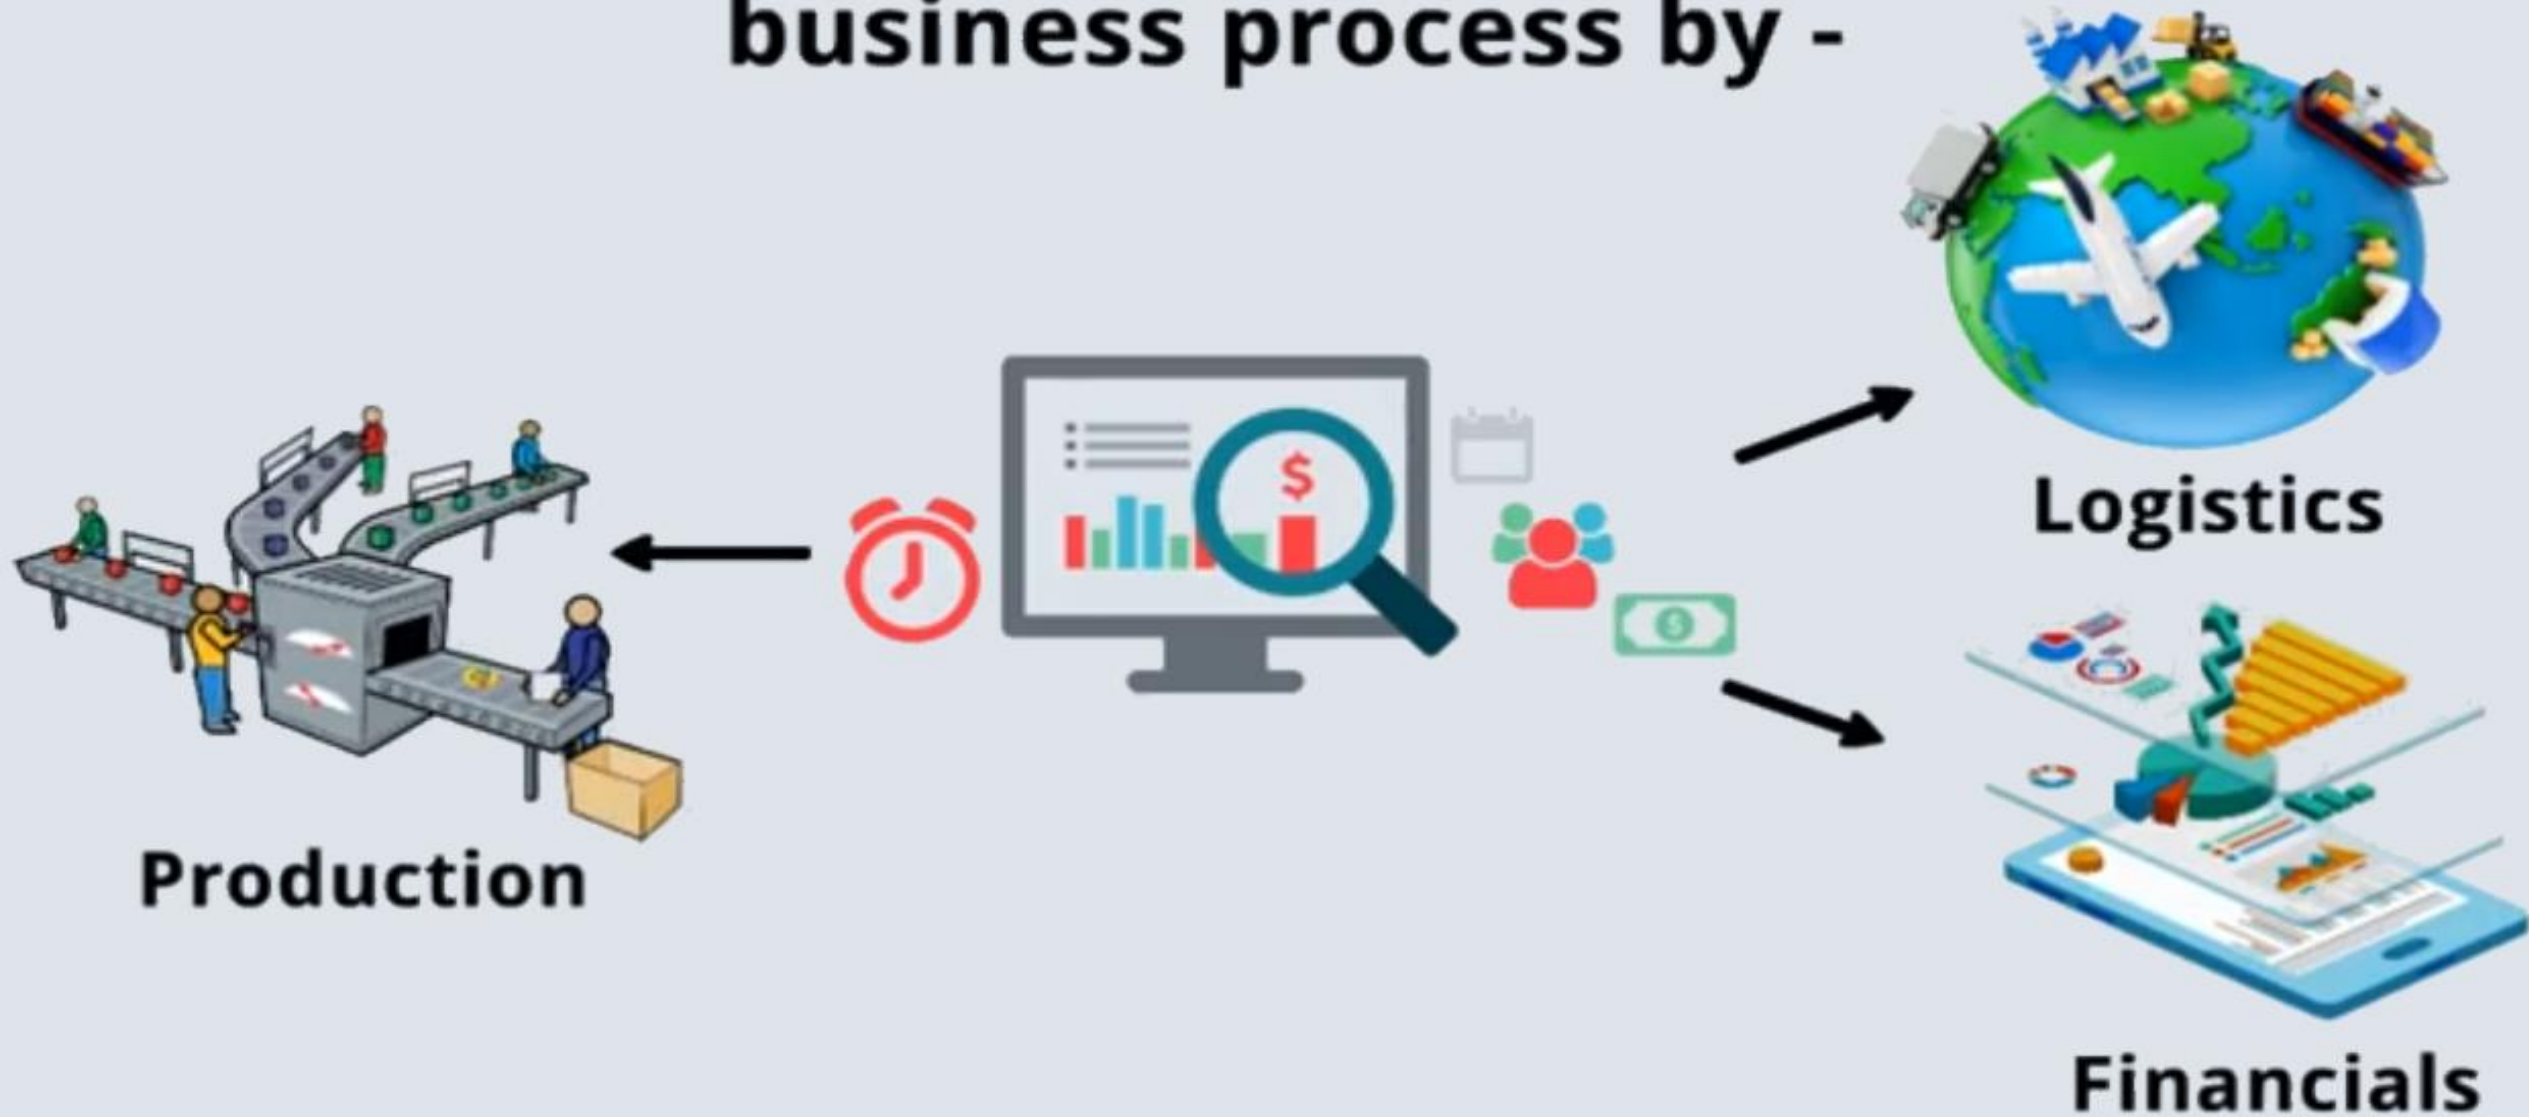 business process by -
Logistics
Production
Financials